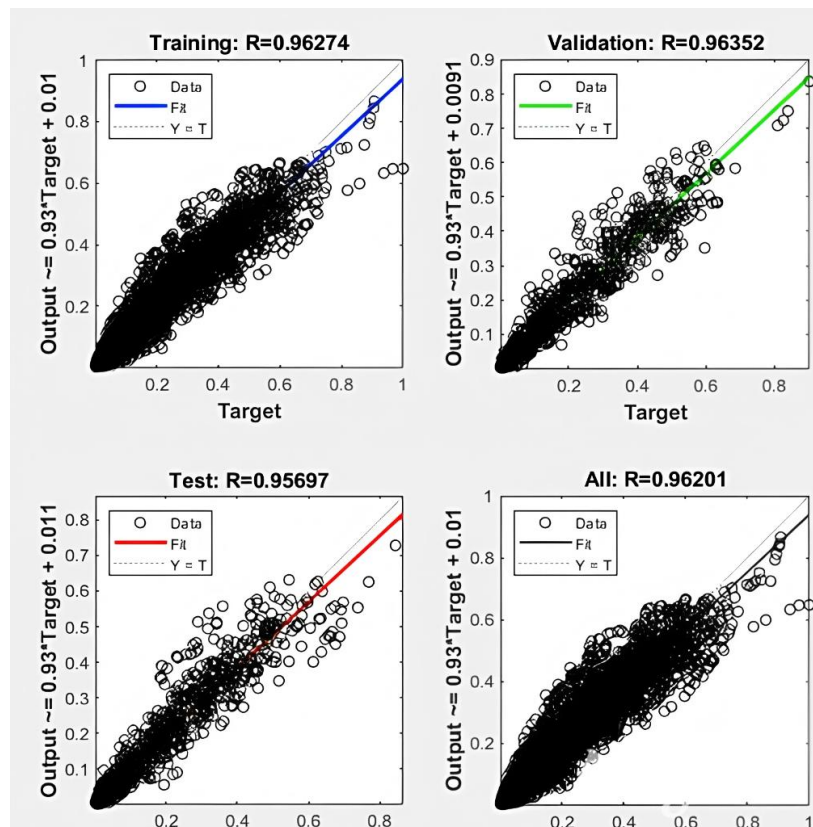 Training: R=0.96274
Output ~= 0.93*Target + 0.01
1
0.8
0.6
0.4
0.2
Data
Fit
Y = T
0.2
0.4
0.6
0.8
1
Target
Validation: R=0.96352
Output ~= 0.93*Target + 0.0091
0.9
0.8
0.7
0.6
0.5
0.4
0.3
0.2
0.1
Data
Fit
Y = T
0.2
0.4
0.6
0.8
Target
Test: R=0.95697
Output ~= 0.93*Target + 0.011
0.8
0.7
0.6
0.5
0.4
0.3
0.2
0.1
Data
Fit
Y = T
0.2
0.4
0.6
0.8
All: R=0.96201
Output ~= 0.93*Target + 0.01
1
0.8
0.6
0.4
0.2
Data
Fit
Y = T
0.2
0.4
0.6
0.8
1